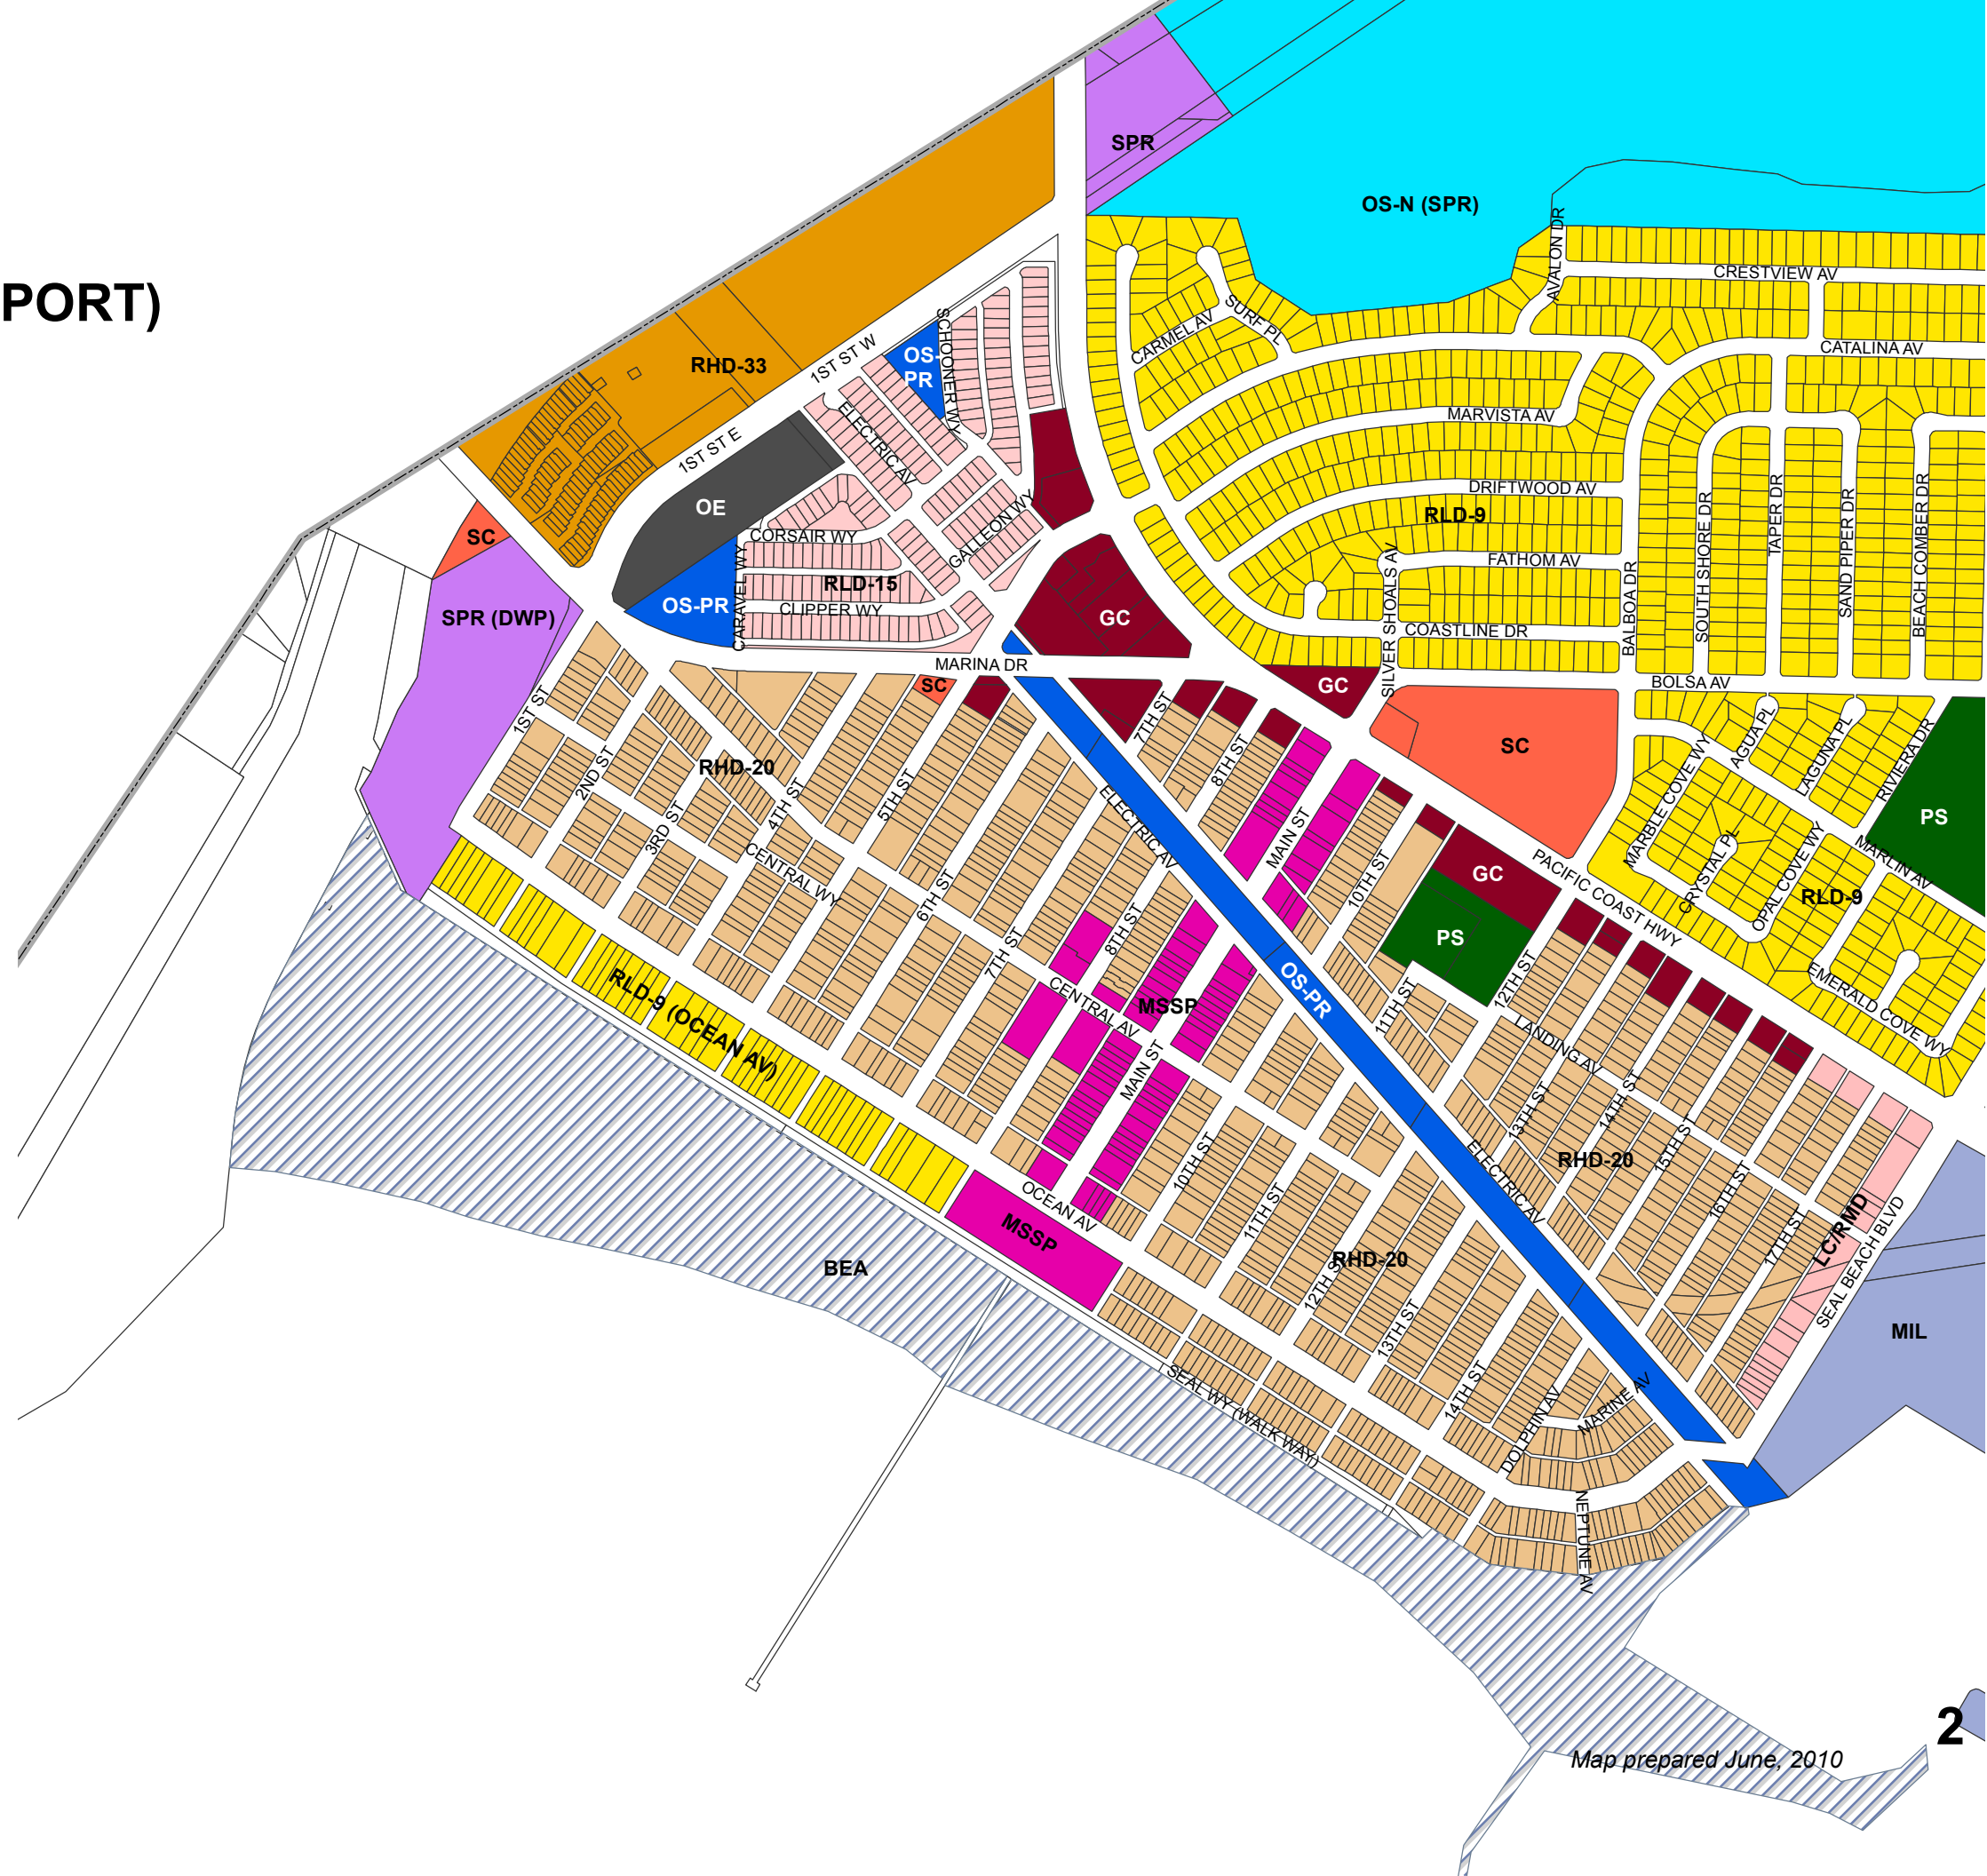 PORT)
SPR
OS-N (SPR)
AVALON DR
CRESTVIEW AV
CARMEL AV
SURF PL
CATALINA AV
RHD-33
1ST ST W
OS-
PR
SCHOONER WY
ELECTRIC AV
MARVISTA AV
1ST ST E
OE
DRIFTWOOD AV
RLD-9
SC
CORSAIR WY
GALLEON WY
FATHOM AV
TAPER DR
SAND PIPER DR
BEACH COMBER DR
SOUTH SHORE DR
BALBOA DR
SILVER SHOALS AV
RLD-15
OS-PR
CARAVEL WY
CLIPPER WY
SPR (DWP)
GC
COASTLINE DR
MARINA DR
SC
GC
BOLSA AV
1ST ST
7TH ST
AGUA PL
LAGUNA PL
RIVIERA DR
SC
2ND ST
RHD-20
4TH ST
5TH ST
8TH ST
MARBLE COVE WY
3RD ST
ELECTRIC AV
MAIN ST
PS
CENTRAL WY
10TH ST
GC
PACIFIC COAST HWY
CRYSTAL PL
OPAL COVE WY
MARLIN AV
RLD-9
6TH ST
7TH ST
8TH ST
PS
12TH ST
OS-PR
EMERALD COVE WY
RLD-9 (OCEAN AV)
CENTRAL AV
MSSP
11TH ST
LANDING AV
MAIN ST
13TH ST
14TH ST
15TH ST
RHD-20
ELECTRIC AV
10TH ST
11TH ST
16TH ST
17TH ST
LC/RMD
SEAL BEACH BLVD
OCEAN AV
MSSP
BEA
RHD-20
12TH ST
13TH ST
MIL
SEAL WY (WALK WAY)
14TH ST
DOLPHIN AV
MARINE AV
NEPTUNE AV
2
Map prepared June, 2010